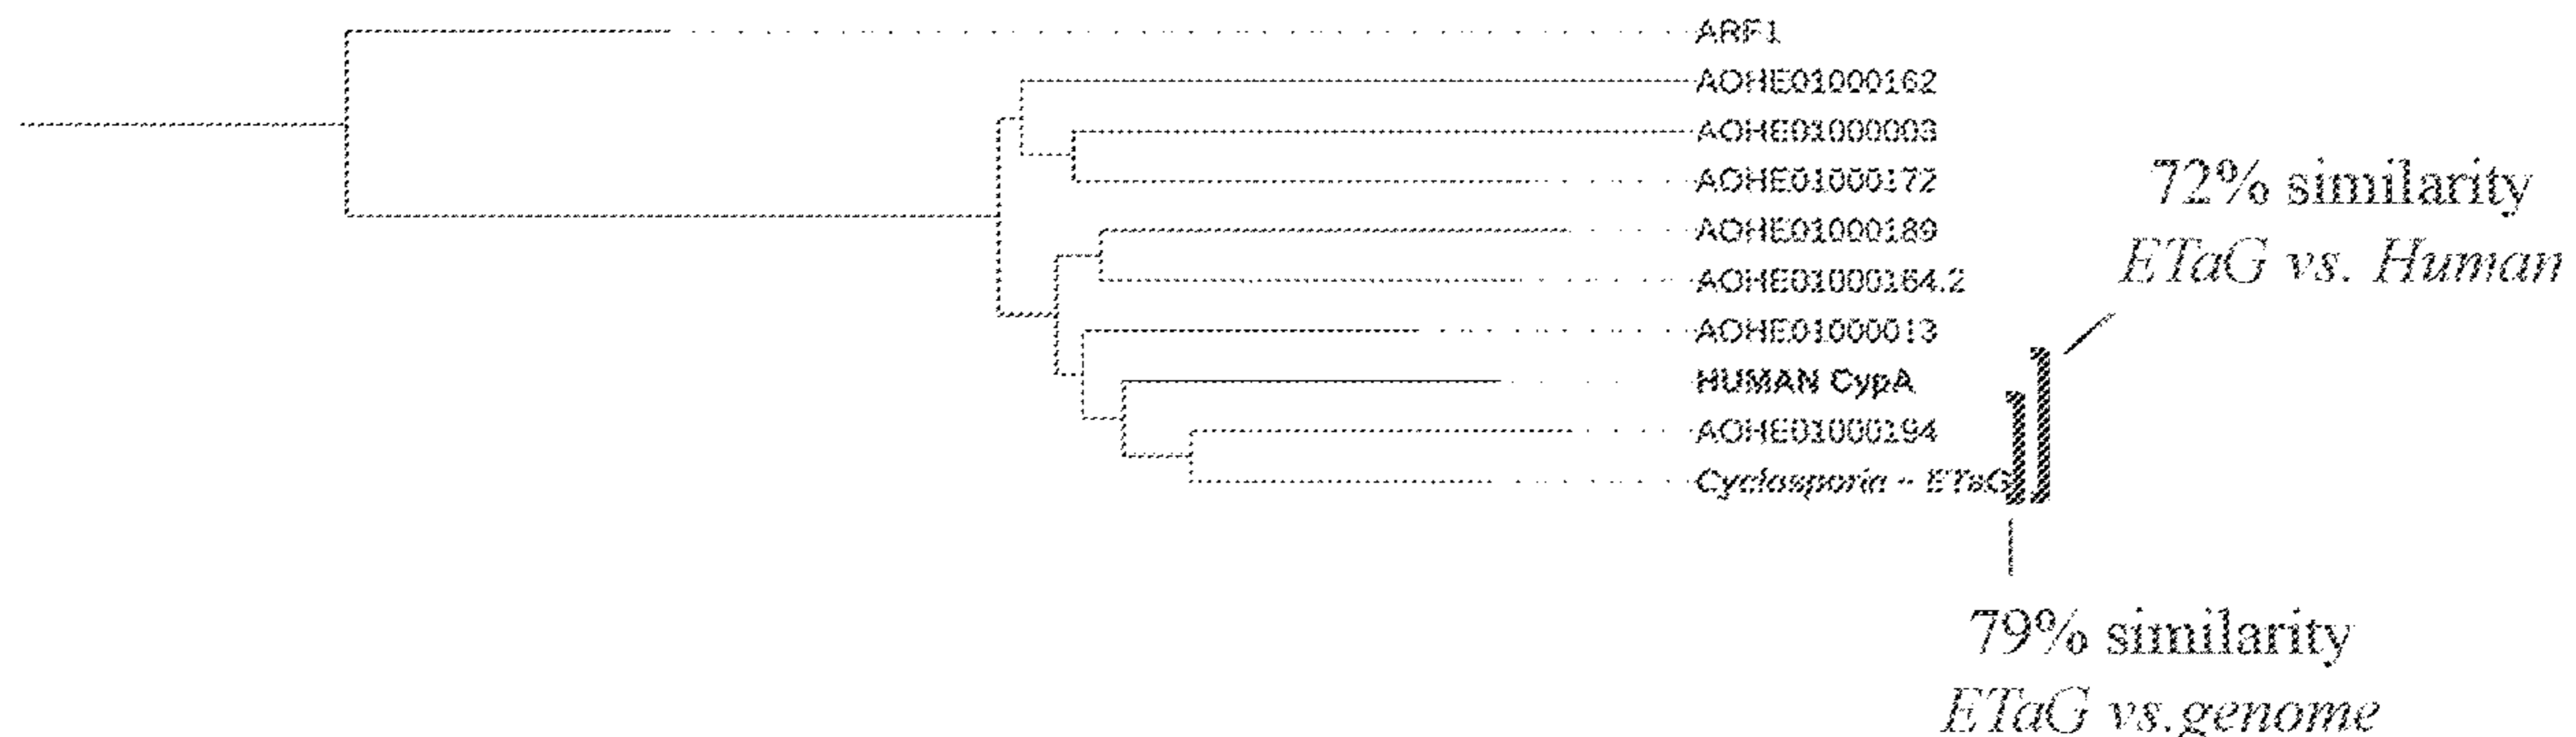 ARF1
AOHE01000162
AOHE01000003
AOHE01000172
72% similarity
ETaG vs. Human
AOHE01000189
AOHE01000164.2
AOHE01000013
HUMAN CypA
AOHE01000194
Cyclosporin - ETaG
79% similarity
ETaG vs.genome